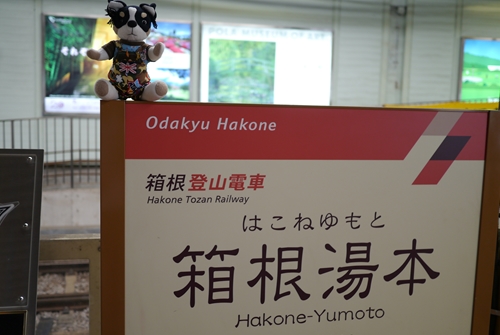 Odakyu Hakone
箱根登山電車
Hakone Tozan Railway
はこねゆもと
箱根湯本
Hakone-Yumoto